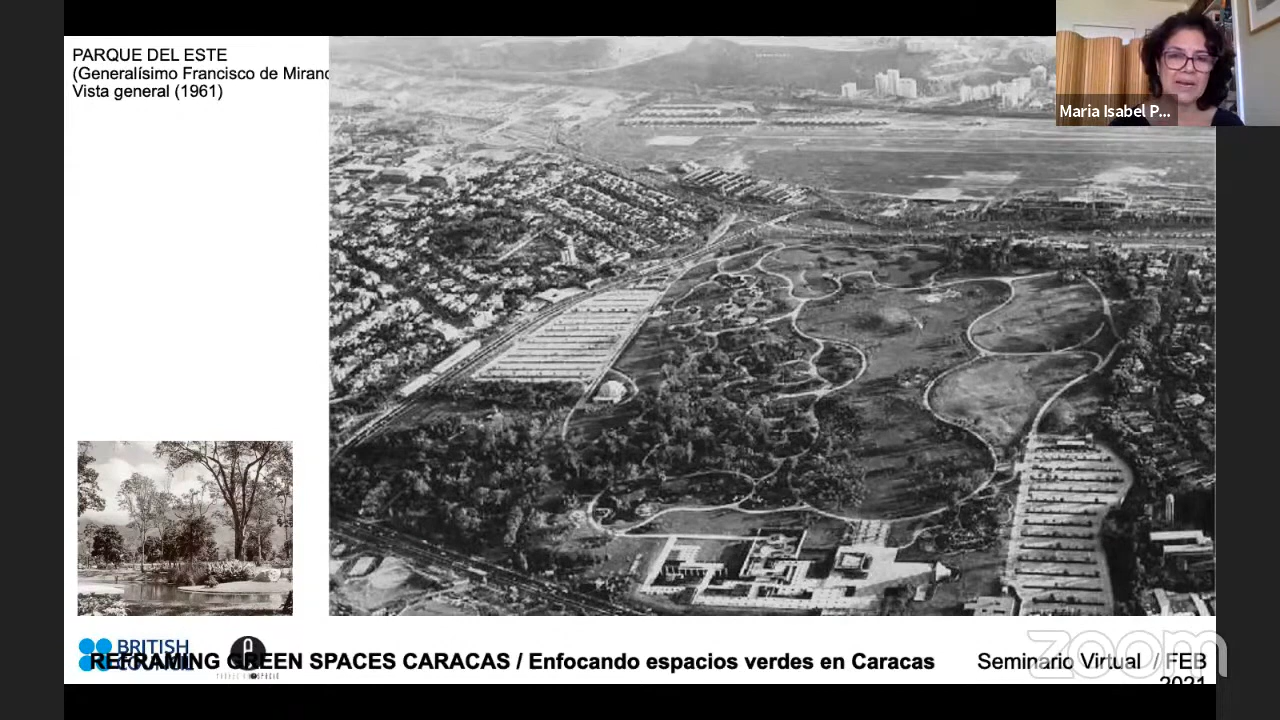 PARQUE DEL ESTE
(Generalísimo Francisco de Miranc
Vista general (1961)
Maria Isabel P...
BRITISH
COUNCIL
REFRAMING GREEN SPACES CARACAS / Enfocando espacios verdes en Caracas
Seminario Virtual / FEB
2021
zoom